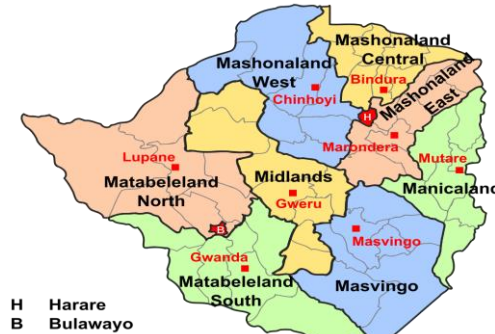 Mashonaland
Central
Bindura
Mashonaland
West
Chinhoyi
Mashonaland
East
H
Marondera
Mutare
Manicaland
Lupane
Matabeleland
North
Midlands
Gweru
B
Masvingo
Masvingo
Gwanda
Matabeleland
South
H Harare
B Bulawayo